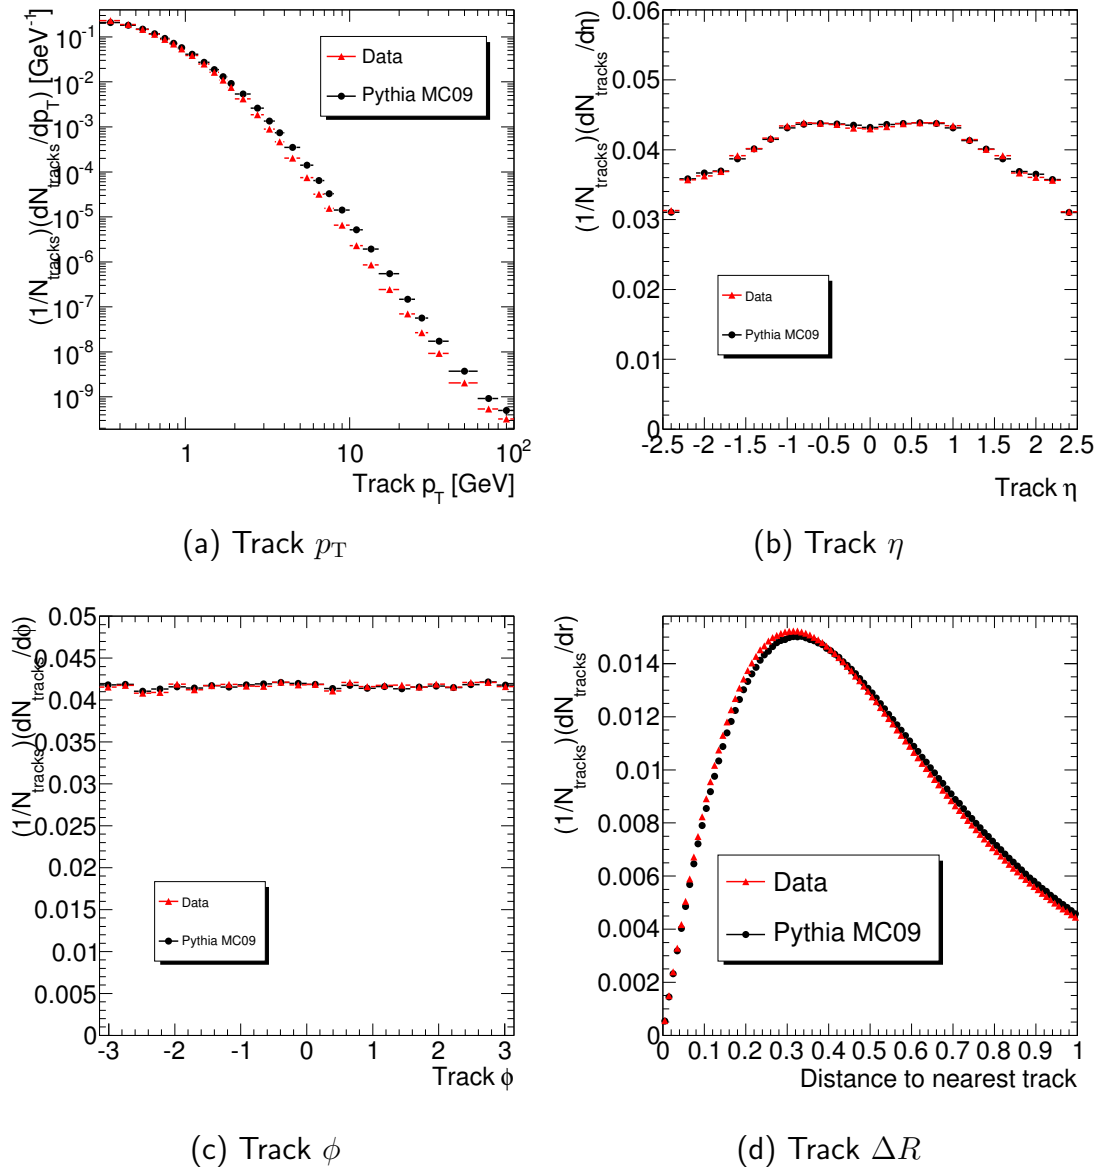 (1/N_tracks)(dN_tracks/dp_T) [GeV^-1]
10^-1
10^-2
10^-3
10^-4
10^-5
10^-6
10^-7
10^-8
10^-9
Data
Pythia MC09
1 10 10^2
Track p_T [GeV]
(a) Track p_T
(1/N_tracks)(dN_tracks/dη)
0.06
0.05
0.04
0.03
0.02
0.01
0
Data
Pythia MC09
-2.5 -2 -1.5 -1 -0.5 0 0.5 1 1.5 2 2.5
Track η
(b) Track η
(1/N_tracks)(dN_tracks/dϕ)
0.05
0.045
0.04
0.035
0.03
0.025
0.02
0.015
0.01
0.005
0
Data
Pythia MC09
-3 -2 -1 0 1 2 3
Track ϕ
(c) Track ϕ
(1/N_tracks)(dN_tracks/dr)
0.014
0.012
0.01
0.008
0.006
0.004
0.002
0
Data
Pythia MC09
0 0.1 0.2 0.3 0.4 0.5 0.6 0.7 0.8 0.9 1
Distance to nearest track
(d) Track ΔR